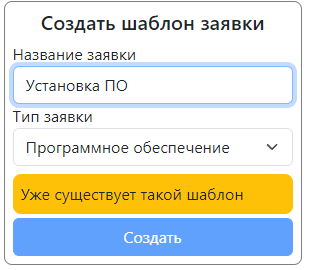 Создать шаблон заявки
Название заявки
Установка ПО
Тип заявки
Программное обеспечение
Уже существует такой шаблон
Создать